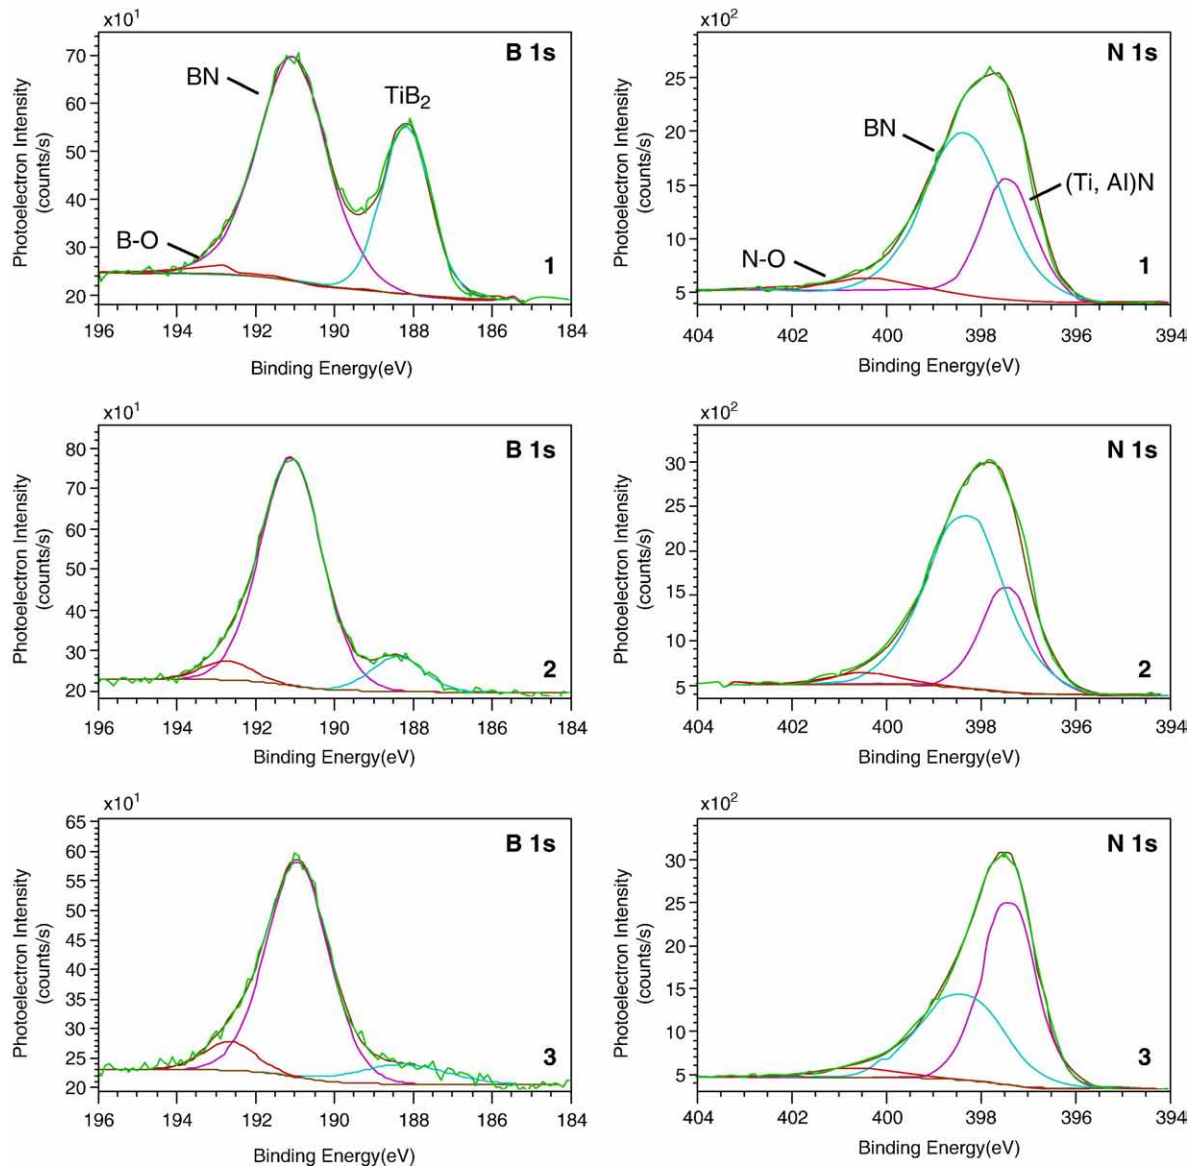 x10¹
B 1s
BN
TiB₂
B-O
1
Photoelectron Intensity
(counts/s)
70
60
50
40
30
20
196 194 192 190 188 186 184
Binding Energy(eV)
x10²
N 1s
BN
(Ti, Al)N
N-O
1
Photoelectron Intensity
(counts/s)
25
20
15
10
5
404 402 400 398 396 394
Binding Energy(eV)
x10¹
B 1s
2
Photoelectron Intensity
(counts/s)
80
70
60
50
40
30
20
196 194 192 190 188 186 184
Binding Energy(eV)
x10²
N 1s
2
Photoelectron Intensity
(counts/s)
30
25
20
15
10
5
404 402 400 398 396 394
Binding Energy(eV)
x10¹
B 1s
3
Photoelectron Intensity
(counts/s)
65
60
55
50
45
40
35
30
25
20
196 194 192 190 188 186 184
Binding Energy(eV)
x10²
N 1s
3
Photoelectron Intensity
(counts/s)
30
25
20
15
10
5
404 402 400 398 396 394
Binding Energy(eV)